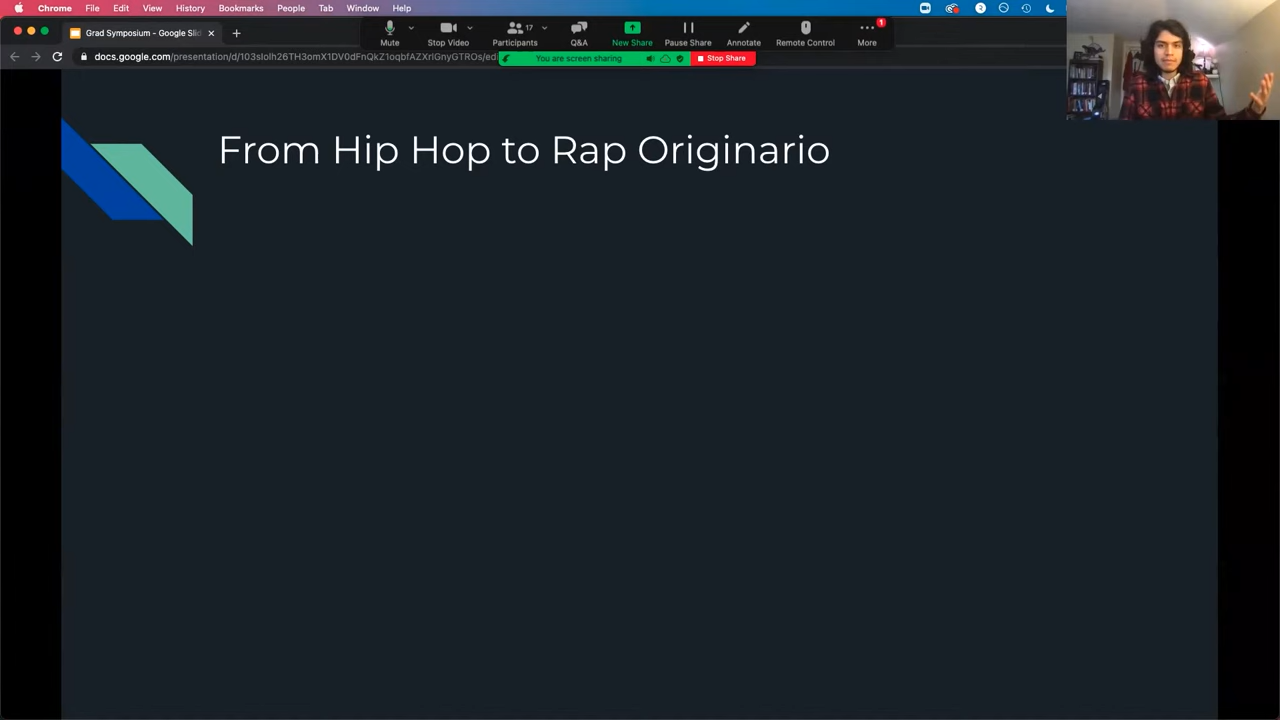 Chrome File Edit View History Bookmarks People Tab Window Help
Grad Symposium - Google Slid
Mute Stop Video Participants 17 Q&A New Share Pause Share Annotate Remote Control More 1
You are screen sharing Stop Share
From Hip Hop to Rap Originario